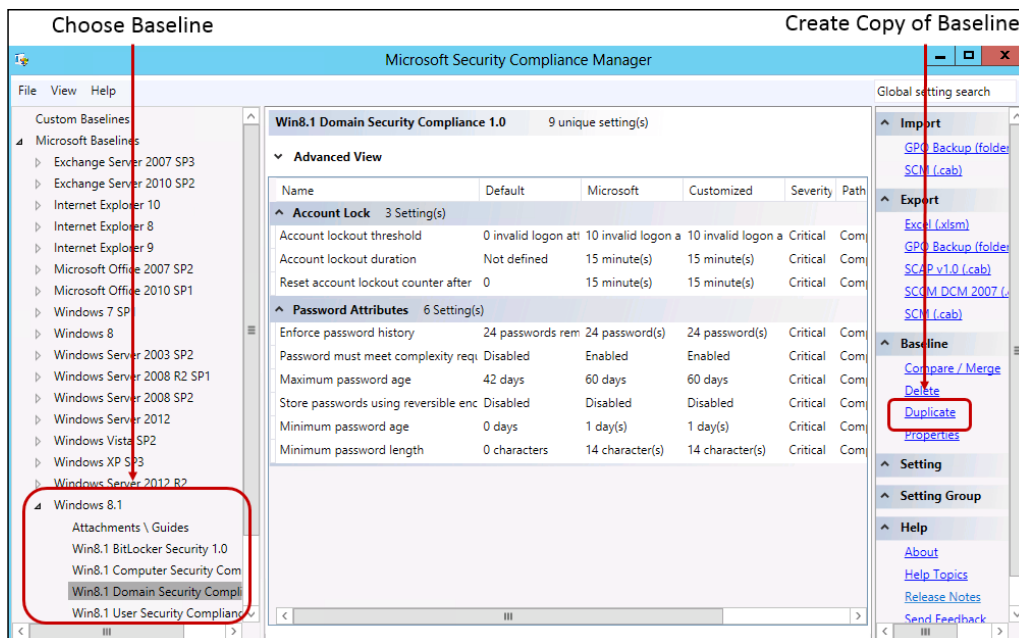 Choose Baseline
Create Copy of Baseline
Microsoft Security Compliance Manager
File View Help
Global setting search
Custom Baselines
Microsoft Baselines
Exchange Server 2007 SP3
Exchange Server 2010 SP2
Internet Explorer 10
Internet Explorer 8
Internet Explorer 9
Microsoft Office 2007 SP2
Microsoft Office 2010 SP1
Windows 7 SP1
Windows 8
Windows Server 2003 SP2
Windows Server 2008 R2 SP1
Windows Server 2008 SP2
Windows Server 2012
Windows Vista SP2
Windows XP SP3
Windows Server 2012 R2
Windows 8.1
Attachments \ Guides
Win8.1 BitLocker Security 1.0
Win8.1 Computer Security Com
Win8.1 Domain Security Compli
Win8.1 User Security Complianc
Win8.1 Domain Security Compliance 1.0 9 unique setting(s)
Advanced View
Name Default Microsoft Customized Severity Path
Account Lock 3 Setting(s)
Account lockout threshold 0 invalid logon att 10 invalid logon a 10 invalid logon a Critical Com
Account lockout duration Not defined 15 minute(s) 15 minute(s) Critical Com
Reset account lockout counter after 0 15 minute(s) 15 minute(s) Critical Com
Password Attributes 6 Setting(s)
Enforce password history 24 passwords rem 24 password(s) 24 password(s) Critical Com
Password must meet complexity requ Disabled Enabled Enabled Critical Com
Maximum password age 42 days 60 days 60 days Critical Com
Store passwords using reversible enc Disabled Disabled Disabled Critical Com
Minimum password age 0 days 1 day(s) 1 day(s) Critical Com
Minimum password length 0 characters 14 character(s) 14 character(s) Critical Com
Import
GPO Backup (folder
SCM (.cab)
Export
Excel (.xlsm)
GPO Backup (folder
SCAP v1.0 (.cab)
SCCM DCM 2007 (.
SCM (.cab)
Baseline
Compare / Merge
Delete
Duplicate
Properties
Setting
Setting Group
Help
About
Help Topics
Release Notes
Send Feedback